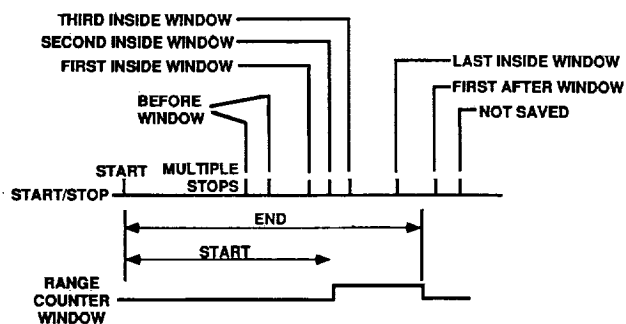 THIRD INSIDE WINDOW
SECOND INSIDE WINDOW
FIRST INSIDE WINDOW
LAST INSIDE WINDOW
FIRST AFTER WINDOW
BEFORE
WINDOW
NOT SAVED
START
MULTIPLE
STOPS
START/STOP
END
START
RANGE
COUNTER
WINDOW